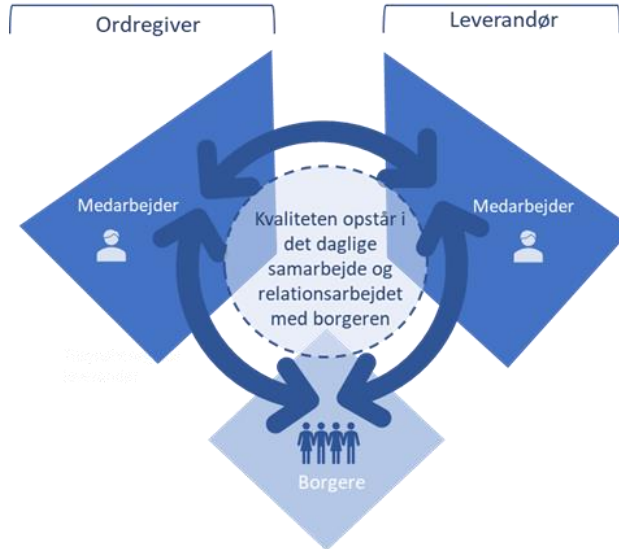 Ordregiver
Leverandør
Medarbejder
Medarbejder
Kvaliteten opstår i
det daglige
samarbejde og
relationsarbejdet
med borgeren
Borgere